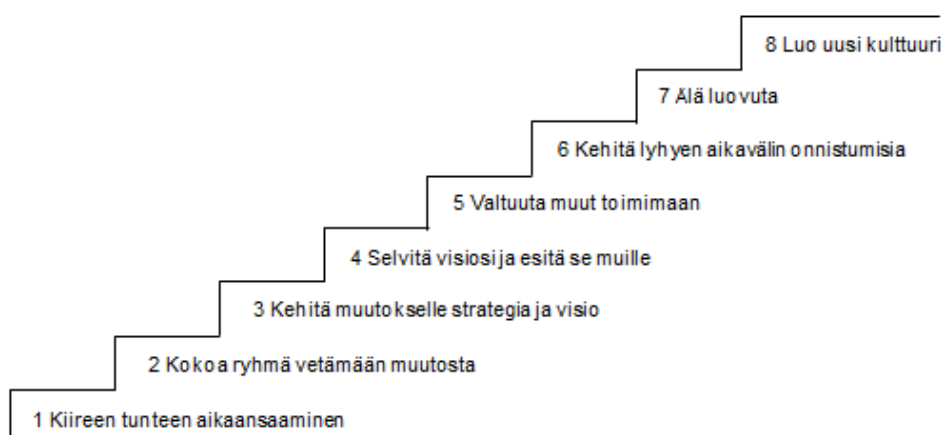 8 Luo uusi kulttuuri
7 Älä luovuta
6 Kehitä lyhyen aikavälin onnistumisia
5 Valtuuta muut toimimaan
4 Selvitä visiosi ja esitä se muille
3 Kehitä muutokselle strategia ja visio
2 Kokoa ryhmä vetämään muutosta
1 Kiireen tunteen aikaansaaminen